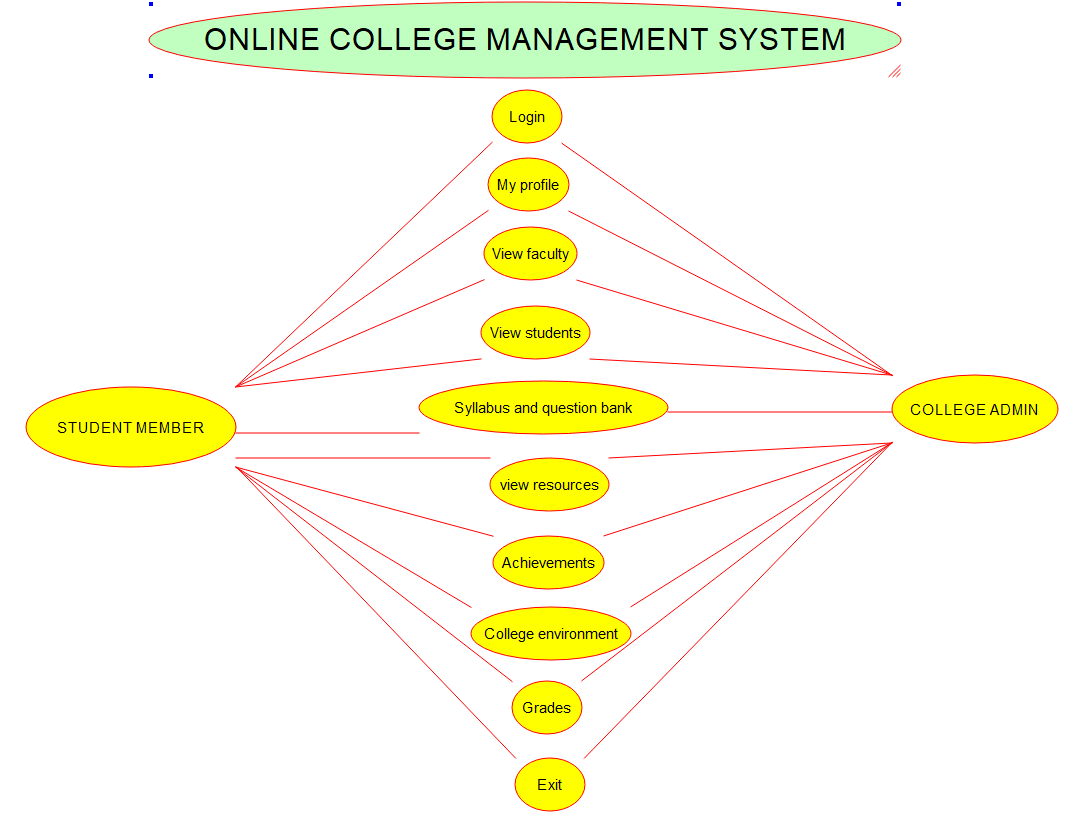 ONLINE COLLEGE MANAGEMENT SYSTEM
Login
My profile
View faculty
View students
Syllabus and question bank
STUDENT MEMBER
COLLEGE ADMIN
view resources
Achievements
College environment
Grades
Exit